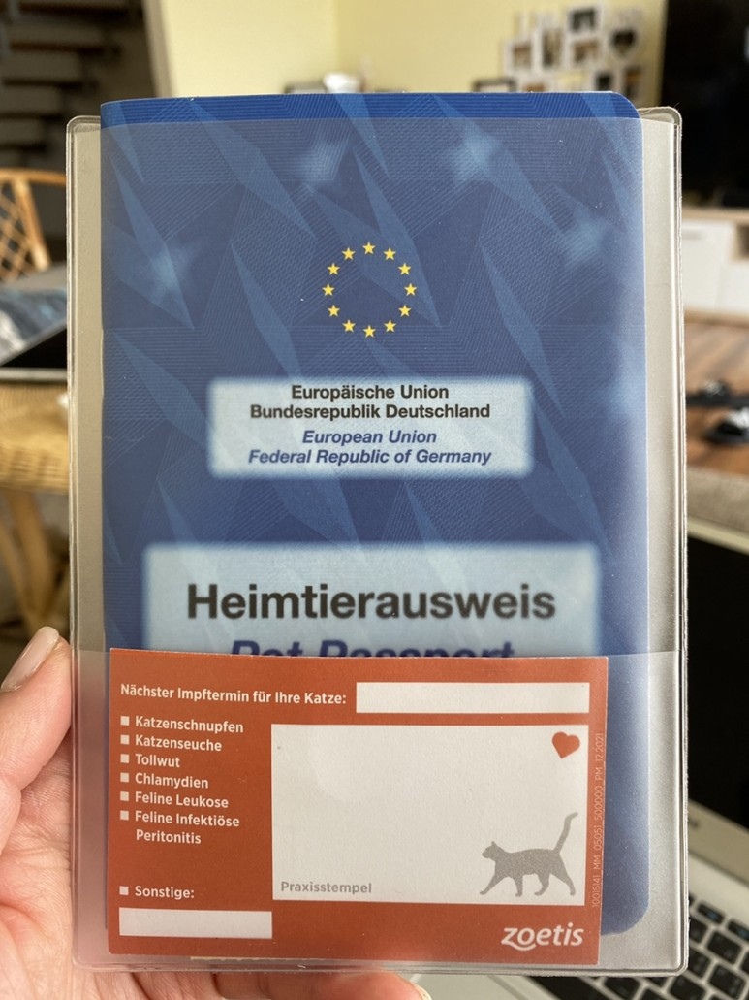 Europäische Union
Bundesrepublik Deutschland
European Union
Federal Republic of Germany
Heimtierausweis
Pet Passport
Nächster Impftermin für Ihre Katze:
Katzenschnupfen
Katzenseuche
Tollwut
Chlamydien
Feline Leukose
Feline Infektiöse
Peritonitis
Sonstige:
Praxisstempel
zoetis